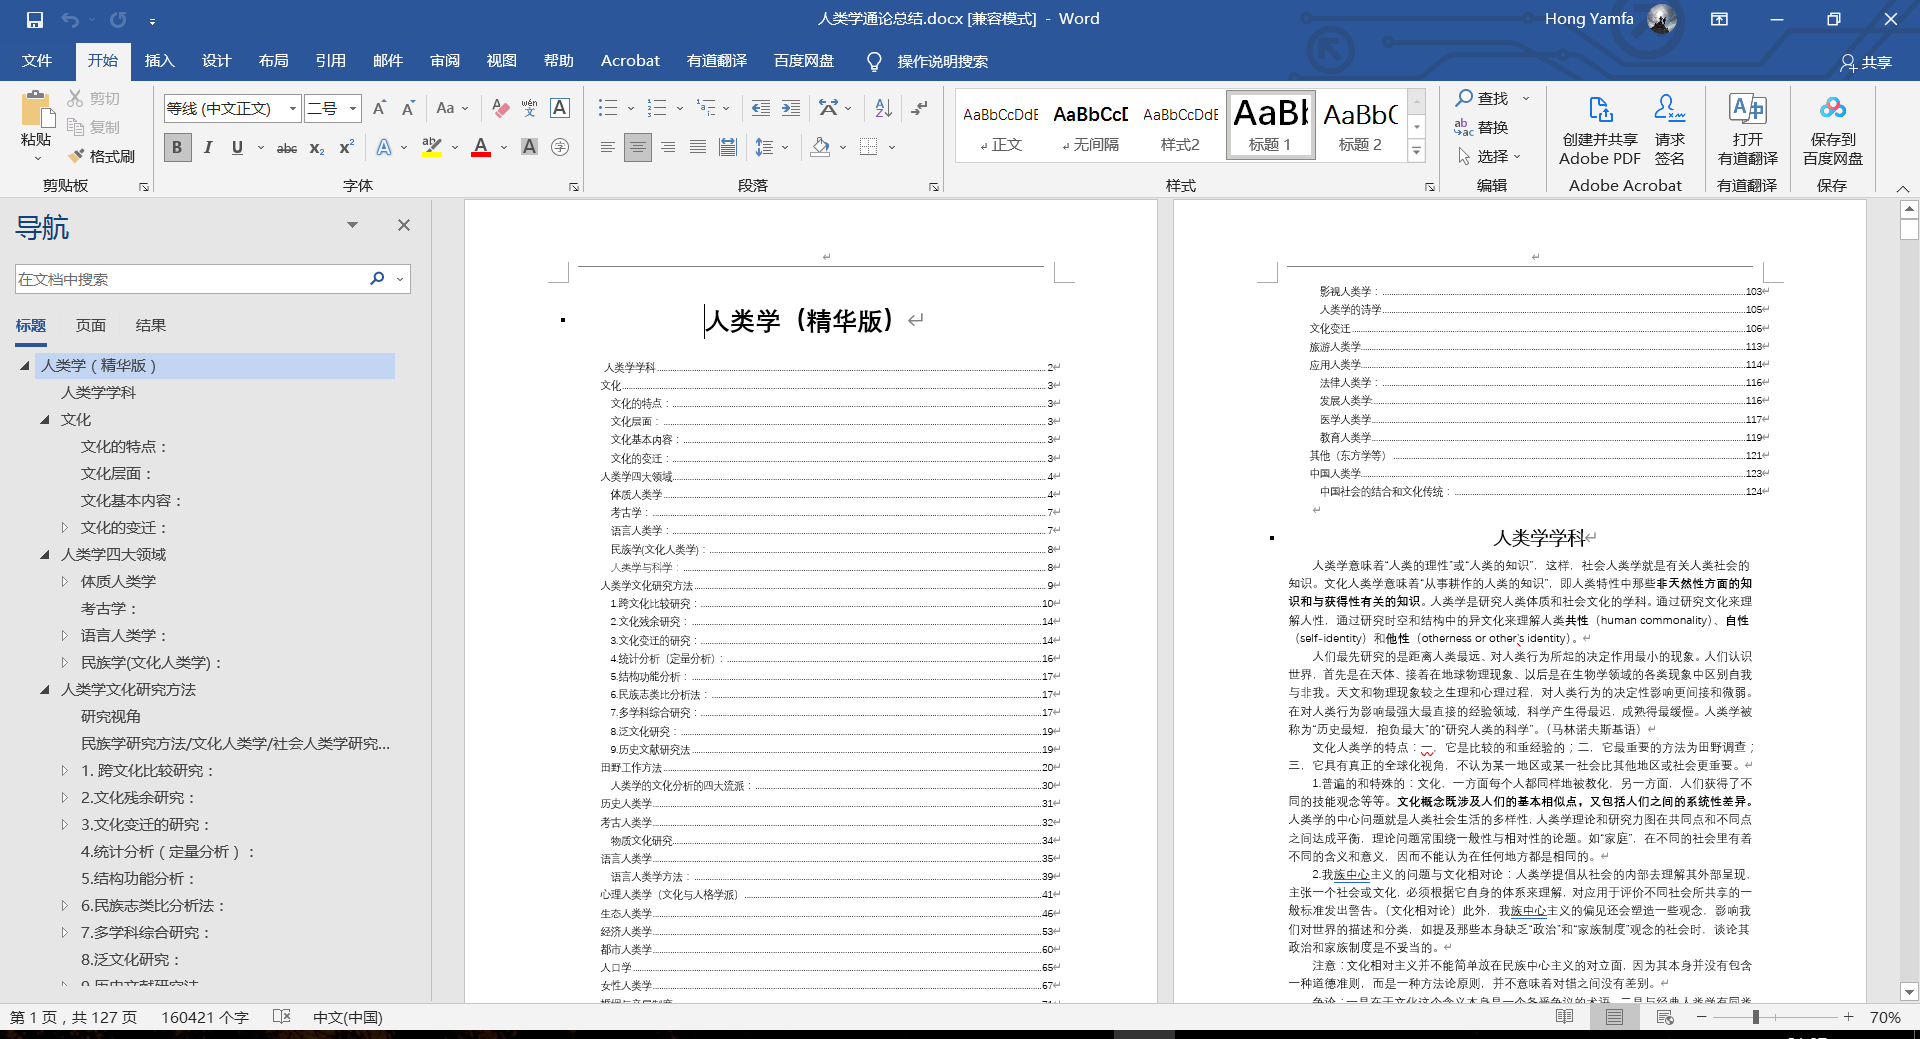 人类学通论总结.docx [兼容模式] - Word
Hong Yamfa
文件 开始 插入 设计 布局 引用 邮件 审阅 视图 帮助 Acrobat 有道翻译 百度网盘 操作说明搜索 共享
粘贴
剪切
复制
格式刷
剪贴板
等线 (中文正文) 二号
字体
段落
AaBbCcDdE AaBbCcD AaBbCcDdE AaBb AaBbC
正文 无间隔 样式2 标题 1 标题 2
样式
查找
替换
选择
编辑
创建并共享
Adobe PDF
请求
签名
Adobe Acrobat
打开
有道翻译
有道翻译
保存到
百度网盘
保存
导航
在文档中搜索
标题 页面 结果
人类学（精华版）
人类学学科
文化
文化的特点：
文化层面：
文化基本内容：
文化的变迁：
人类学四大领域
体质人类学
考古学：
语言人类学：
民族学(文化人类学)：
人类学文化研究方法
研究视角
民族学研究方法/文化人类学/社会人类学研究...
1. 跨文化比较研究：
2.文化残余研究：
3.文化变迁的研究：
4.统计分析（定量分析）：
5.结构功能分析：
6.民族志类比分析法：
7.多学科综合研究：
8.泛文化研究：
9.历史文献研究法
人类学（精华版）
人类学学科 2
文化 3
文化的特点： 3
文化层面： 3
文化基本内容： 3
文化的变迁： 3
人类学四大领域 4
体质人类学 4
考古学： 7
语言人类学： 7
民族学(文化人类学)： 8
人类学与科学： 8
人类学文化研究方法 9
1.跨文化比较研究： 10
2.文化残余研究： 14
3.文化变迁的研究： 14
4.统计分析（定量分析）： 16
5.结构功能分析： 17
6.民族志类比分析法： 17
7.多学科综合研究： 17
8.泛文化研究： 19
9.历史文献研究法 19
田野工作方法 20
人类学的文化分析的四大流派： 30
历史人类学 31
考古人类学 32
物质文化研究 34
语言人类学 35
语言人类学方法： 39
心理人类学（文化与人格学派） 41
生态人类学 46
经济人类学 53
都市人类学 60
人口学 65
女性人类学 67
影视人类学： 103
人类学的诗学 105
文化变迁 106
旅游人类学 113
应用人类学 114
法律人类学： 116
发展人类学 116
医学人类学 117
教育人类学 119
其他（东方学等） 121
中国人类学 123
中国社会的结合和文化传统： 124
人类学学科
人类学意味着“人类的理性”或“人类的知识”，这样，社会人类学就是有关人类社会的
知识。文化人类学意味着“从事耕作的人类的知识”，即人类特性中那些非天然性方面的知
识和与获得性有关的知识。人类学是研究人类体质和社会文化的学科。通过研究文化来理
解人性，通过研究时空和结构中的异文化来理解人类共性（human commonality）、自性
（self-identity）和他性（otherness or other's identity）。
人们最先研究的是距离人类最远、对人类行为所起的决定作用最小的现象。人们认识
世界，首先是在天体、接着在地球物理现象、以后是在生物学领域的各类现象中区别自我
与非我。天文和物理现象较之生理和心理过程，对人类行为的决定性影响更间接和微弱。
在对人类行为影响最强大最直接的经验领域，科学产生得最迟，成熟得最缓慢。人类学被
称为“历史最短，抱负最大”的“研究人类的科学”。（马林诺夫斯基语）
文化人类学的特点：一，它是比较的和重经验的；二，它最重要的方法为田野调查；
三，它具有真正的全球化视角，不认为某一地区或某一社会比其他地区或社会更重要。
1.普遍的和特殊的：文化，一方面每个人都同样地被教化，另一方面，人们获得了不
同的技能观念等等。文化概念既涉及人们的基本相似点，又包括人们之间的系统性差异。
人类学的中心问题就是人类社会生活的多样性，人类学理论和研究力图在共同点和不同点
之间达成平衡，理论问题常围绕一般性与相对性的论题。如“家庭”，在不同的社会里有着
不同的含义和意义，因而不能认为在任何地方都是相同的。
2.我族中心主义的问题与文化相对论：人类学提倡从社会的内部去理解其外部呈现，
主张一个社会或文化，必须根据它自身的体系来理解，对应用于评价不同社会所共享的一
般标准发出警告。（文化相对论）此外，我族中心主义的偏见还会塑造一些观念，影响我
们对世界的描述和分类，如提及那些本身缺乏“政治”和“家族制度”观念的社会时，谈论其
政治和家族制度是不妥当的。
注意：文化相对主义并不能简单放在民族中心主义的对立面，因为其本身并没有包含
一种道德准则，而是一种方法论原则，并不意味着对错之间没有差别。
第 1 页，共 127 页 160421 个字 中文(中国) 70%